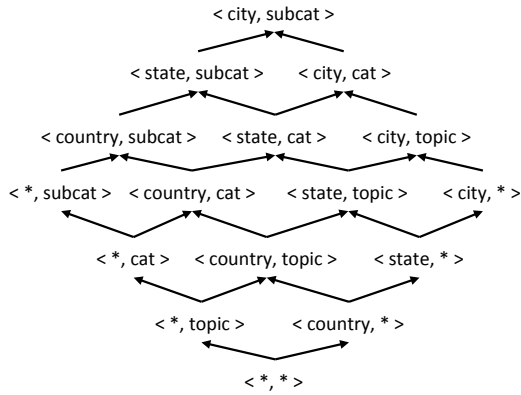 < city, subcat >
< state, subcat > < city, cat >
< country, subcat > < state, cat > < city, topic >
< *, subcat > < country, cat > < state, topic > < city, * >
< *, cat > < country, topic > < state, * >
< *, topic > < country, * >
< *, * >